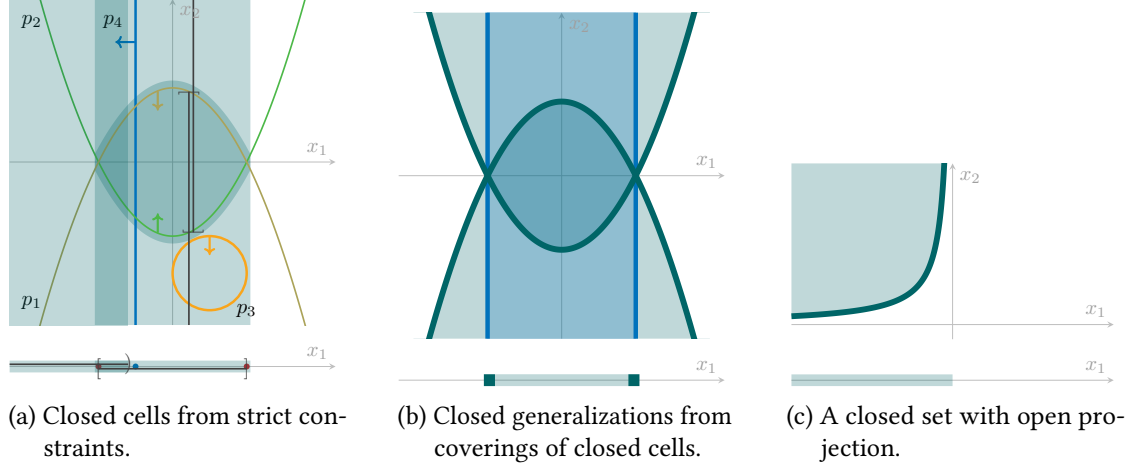 p₂
p₄
x₂
x₁
p₁
p₃
x₁
(a) Closed cells from strict con-
straints.
x₂
x₁
x₁
(b) Closed generalizations from
coverings of closed cells.
x₂
x₁
x₁
(c) A closed set with open pro-
jection.